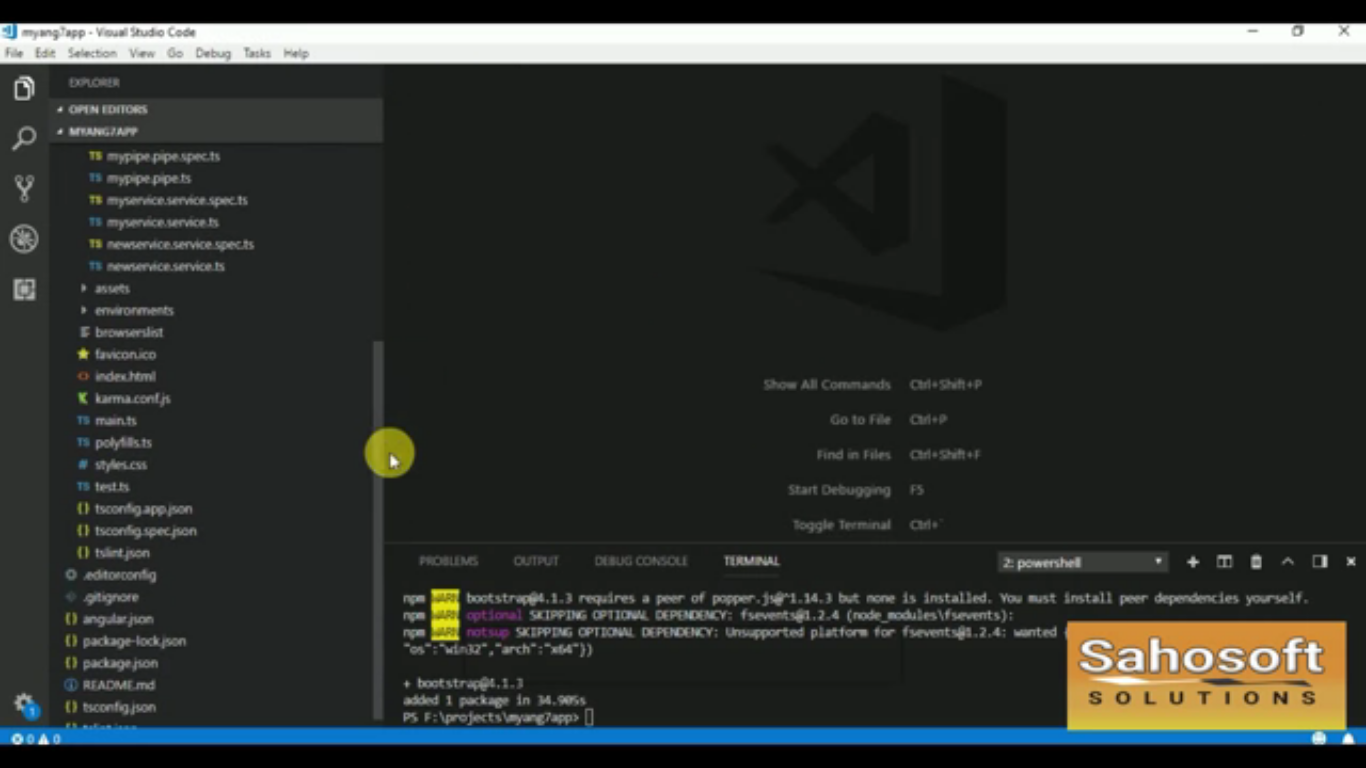 myang7app - Visual Studio Code
File Edit Selection View Go Debug Tasks Help
EXPLORER
OPEN EDITORS
MYANG7APP
TS mypipe.pipe.spec.ts
TS mypipe.pipe.ts
TS myservice.service.spec.ts
TS myservice.service.ts
TS newservice.service.spec.ts
TS newservice.service.ts
assets
environments
browserslist
favicon.ico
index.html
karma.conf.js
TS main.ts
TS polyfills.ts
# styles.css
TS test.ts
{} tsconfig.app.json
{} tsconfig.spec.json
{} tslint.json
.editorconfig
.gitignore
{} angular.json
{} package-lock.json
{} package.json
README.md
{} tsconfig.json
1
0 0
Show All Commands Ctrl+Shift+P
Go to File Ctrl+P
Find in Files Ctrl+Shift+F
Start Debugging F5
Toggle Terminal Ctrl+`
PROBLEMS OUTPUT DEBUG CONSOLE TERMINAL 2: powershell
npm WARN bootstrap@4.1.3 requires a peer of popper.js@^1.14.3 but none is installed. You must install peer dependencies yourself.
npm WARN optional SKIPPING OPTIONAL DEPENDENCY: fsevents@1.2.4 (node_modules\fsevents):
npm WARN notsup SKIPPING OPTIONAL DEPENDENCY: Unsupported platform for fsevents@1.2.4: wanted
"os":"win32","arch":"x64"})
+ bootstrap@4.1.3
added 1 package in 34.905s
PS F:\projects\myang7app>
Sahosoft
SOLUTIONS